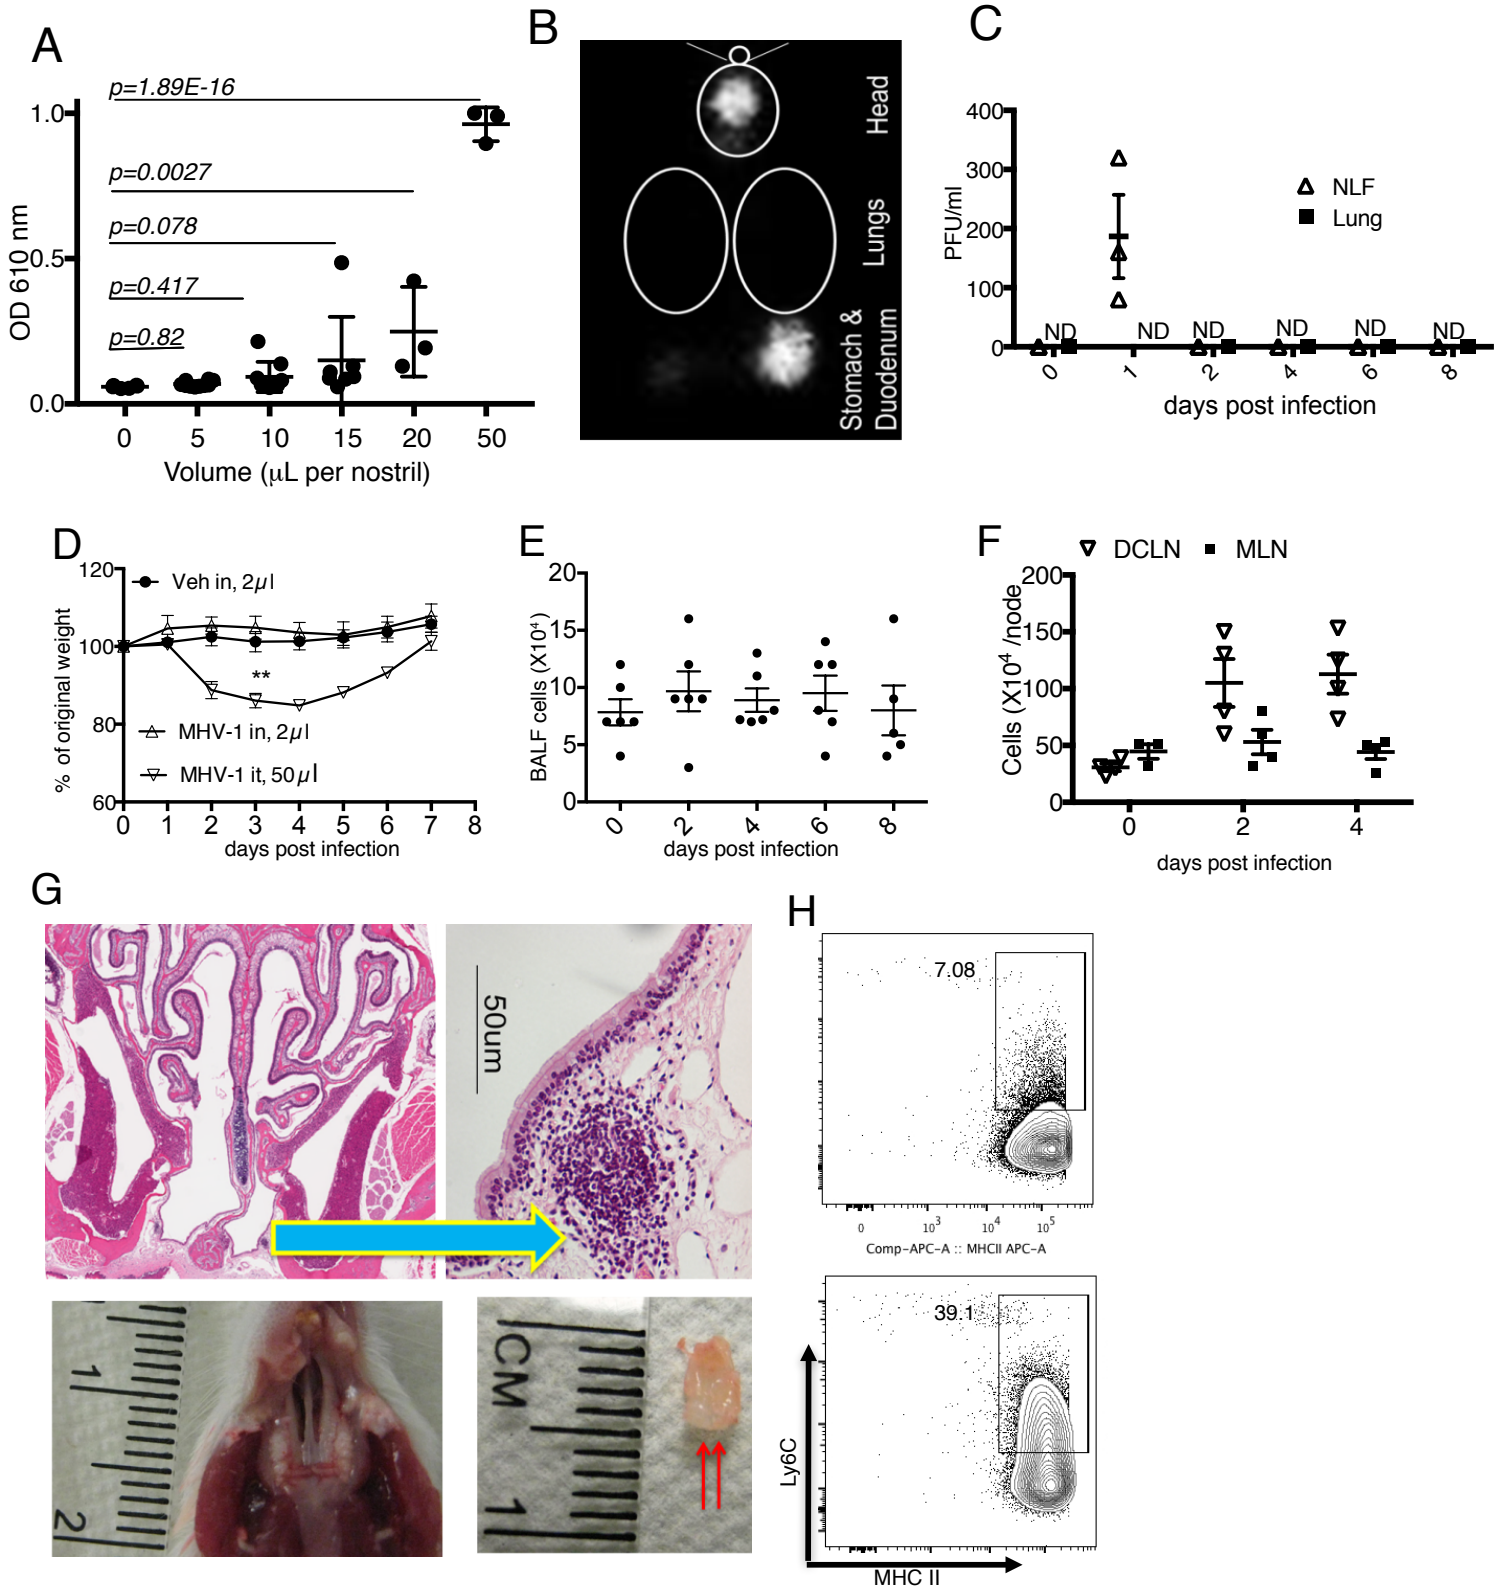 A
p=1.89E-16
p=0.0027
p=0.078
p=0.417
p=0.82
OD 610 nm
1.0
0.5
0.0
0 5 10 15 20 50
Volume (µL per nostril)
B
Head
Lungs
Stomach &
Duodenum
C
PFU/ml
400
300
200
100
0
NLF
Lung
ND ND ND ND ND ND
0 1 2 4 6 8
days post infection
D
% of original weight
120
100
80
60
Veh in, 2µl
**
MHV-1 in, 2µl
MHV-1 it, 50µl
0 1 2 3 4 5 6 7 8
days post infection
E
BALF cells (X10⁴)
20
15
10
5
0
0 2 4 6 8
days post infection
F
DCLN MLN
Cells (X10⁴ /node
200
150
100
50
0
0 2 4
days post infection
G
50um
1
2
CM
1
H
7.08
0 10³ 10⁴ 10⁵
Comp-APC-A :: MHCII APC-A
39.1
Ly6C
MHC II